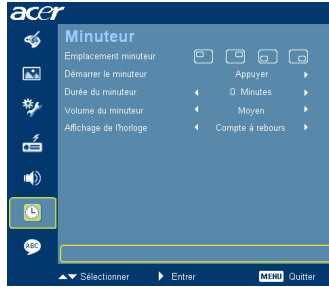 acer
Minuteur
Emplacement minuteur
Démarrer le minuteur Appuyer
Durée du minuteur 0 Minutes
Volume du minuteur Moyen
Affichage de l'horloge Compte à rebours
ABC
Sélectionner Entrer MENU Quitter